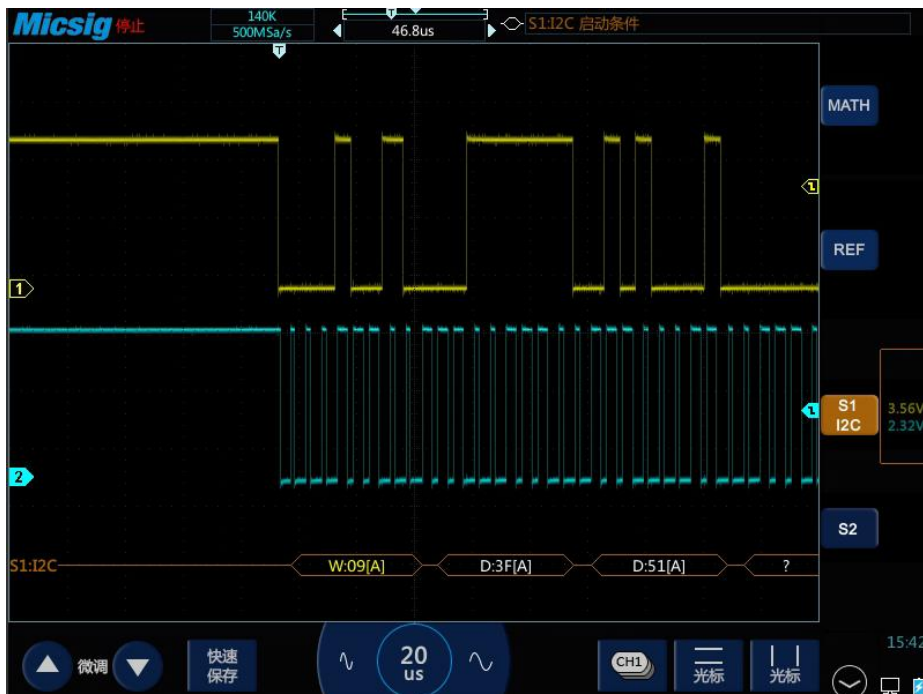 Micsig 停止
140K
500MSa/s
T
46.8us
S1:I2C 启动条件
T
MATH
REF
1
2
S1
I2C
3.56V
2.32V
S2
S1:I2C
W:09[A]
D:3F[A]
D:51[A]
?
微调
快速
保存
20
us
CH1
光标
光标
15:42